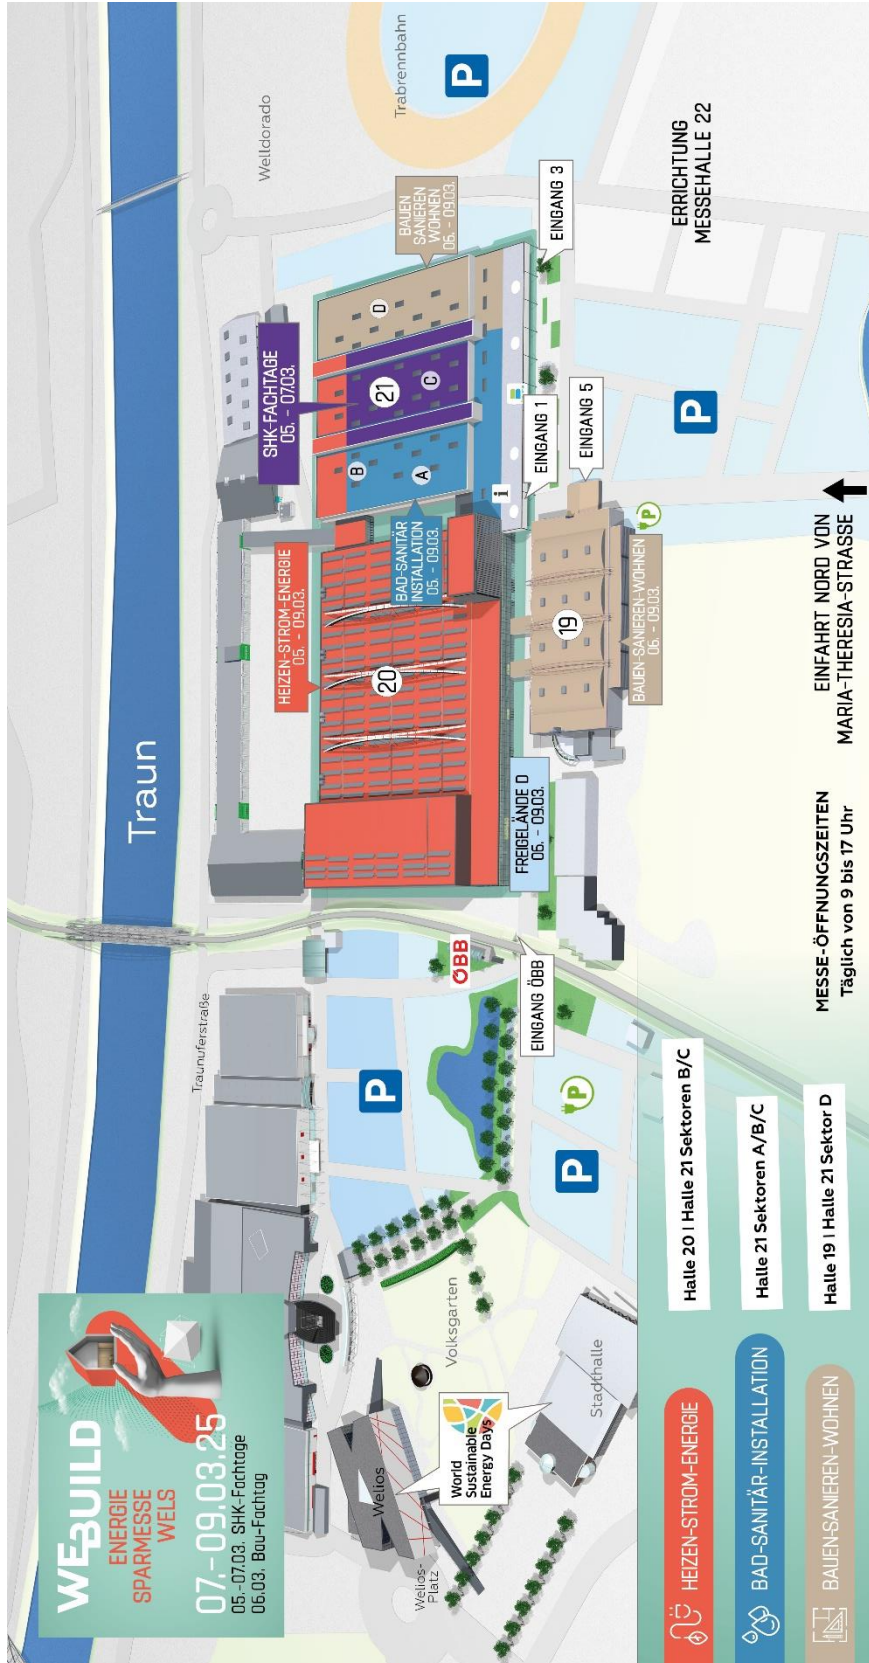 WEBUILD
ENERGIE
SPARMESSE
WELS
07.-09.03.25
05.-07.03. SHK-Fachtage
06.03. Bau-Fachtag
Traun
Traunuferstraße
Welldorado
Trabrennbahn
P
SHK-FACHTAGE
05. - 07.03.
HEIZEN-STROM-ENERGIE
05. - 09.03.
BAUEN
SANIEREN
WOHNEN
06. - 09.03.
B
A
21
C
D
BAD-SANITÄR
INSTALLATION
05. - 09.03.
20
i
EINGANG 1
EINGANG 3
EINGANG 5
FREIGELÄNDE D
06. - 09.03.
19
BAUEN-SANIEREN-WOHNEN
06. - 09.03.
P
P
ERRICHTUNG
MESSEHALLE 22
EINFAHRT NORD VON
MARIA-THERESIA-STRASSE
ÖBB
EINGANG ÖBB
P
P
P
Welios
Welios-
Platz
Volksgarten
World
Sustainable
Energy Days
Stadthalle
HEIZEN-STROM-ENERGIE
Halle 20 | Halle 21 Sektoren B/C
BAD-SANITÄR-INSTALLATION
Halle 21 Sektoren A/B/C
BAUEN-SANIEREN-WOHNEN
Halle 19 | Halle 21 Sektor D
MESSE-ÖFFNUNGSZEITEN
Täglich von 9 bis 17 Uhr